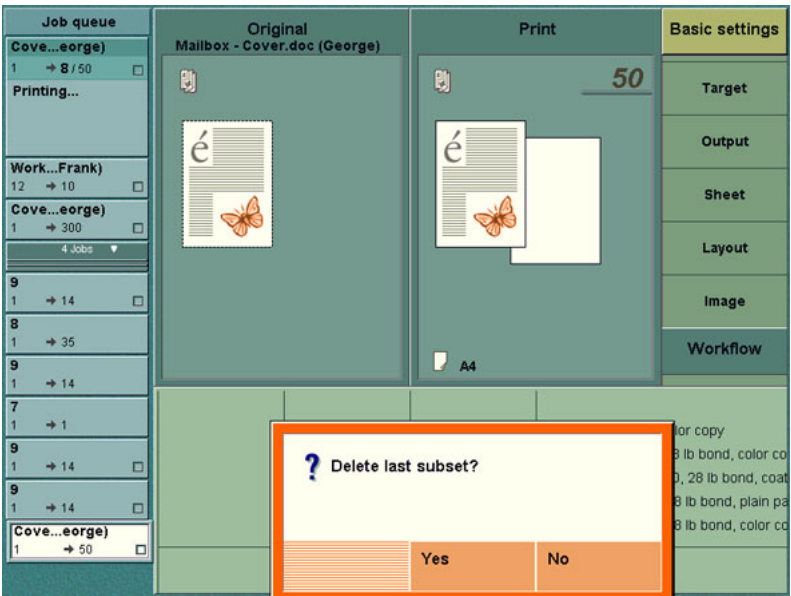 Job queue
Cove...eorge)
1 → 8 / 50
Printing...
Work...Frank)
12 → 10
Cove...eorge)
1 → 300
4 Jobs ▼
9
1 → 14
8
1 → 35
9
1 → 14
7
1 → 1
9
1 → 14
9
1 → 14
Cove...eorge)
1 → 50
Original
Mailbox - Cover.doc (George)
é
Print
50
é
A4
Basic settings
Target
Output
Sheet
Layout
Image
Workflow
lor copy
8 lb bond, color co
0, 28 lb bond, coat
8 lb bond, plain pa
8 lb bond, color co
? Delete last subset?
Yes
No